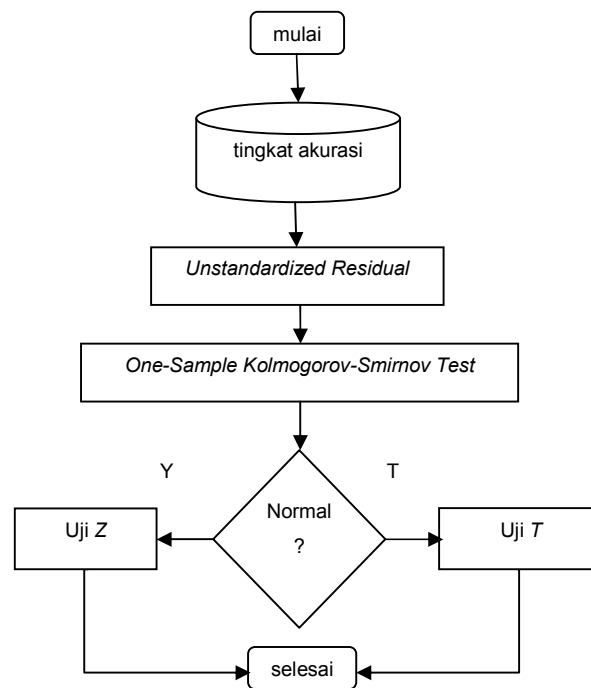 mulai
tingkat akurasi
Unstandardized Residual
One-Sample Kolmogorov-Smirnov Test
Y
T
Normal
?
Uji Z
Uji T
selesai